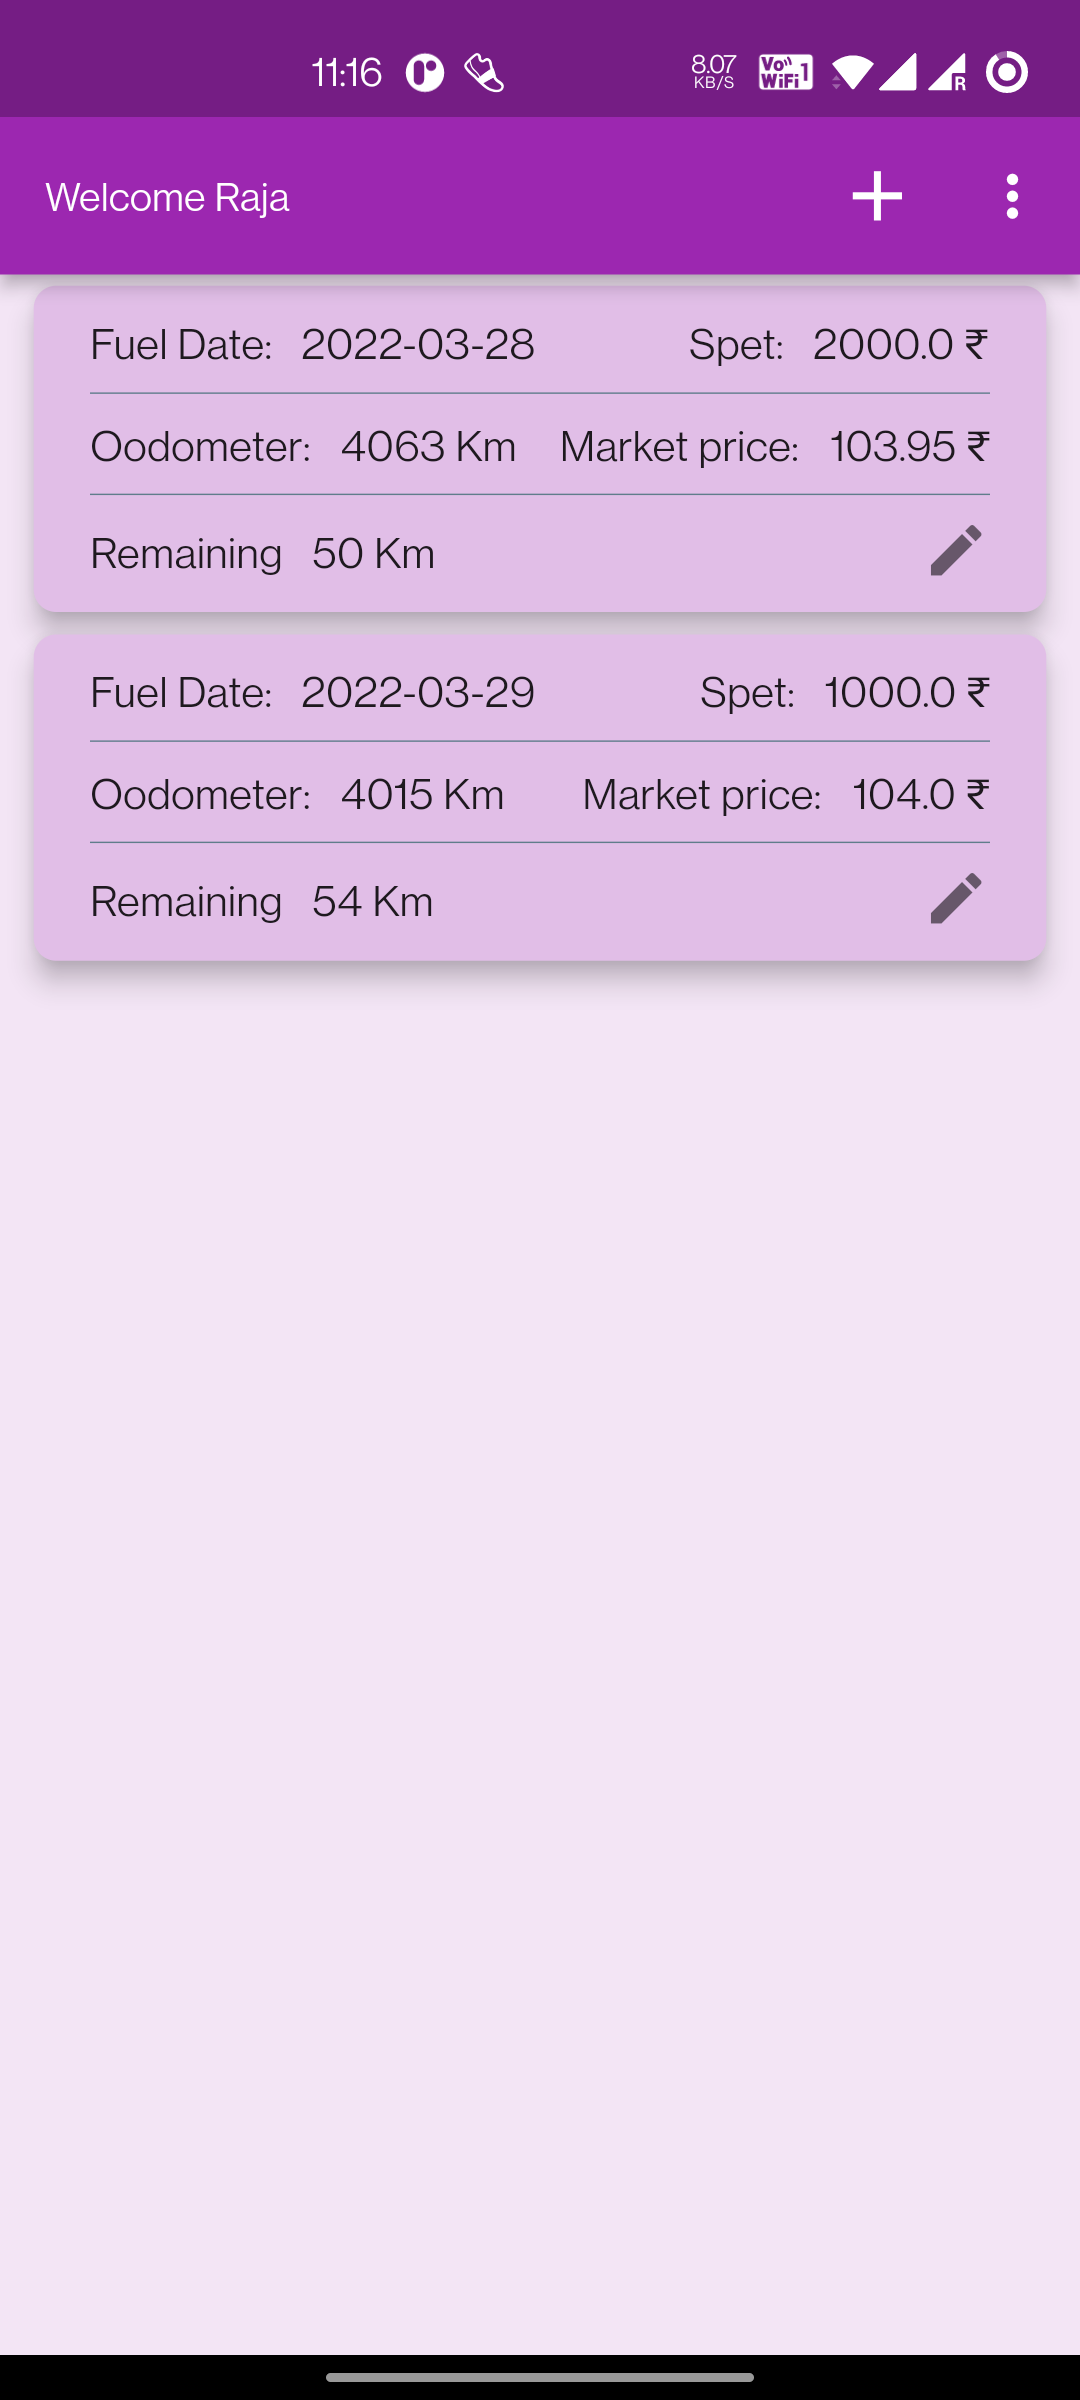 11:16 8.07 KB/S Vo WiFi 1 R
Welcome Raja
Fuel Date: 2022-03-28 Spet: 2000.0 ₹
Oodometer: 4063 Km Market price: 103.95 ₹
Remaining 50 Km
Fuel Date: 2022-03-29 Spet: 1000.0 ₹
Oodometer: 4015 Km Market price: 104.0 ₹
Remaining 54 Km